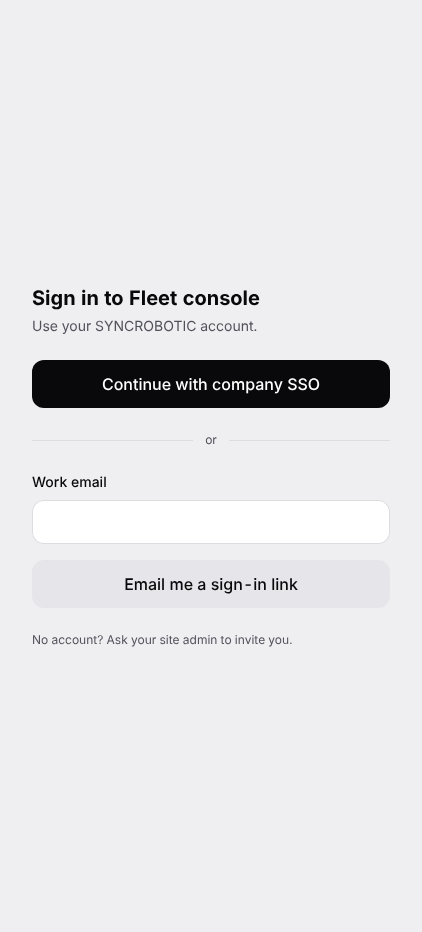 Sign in to Fleet console
Use your SYNCROBOTIC account.
Continue with company SSO
or
Work email
Email me a sign-in link
No account? Ask your site admin to invite you.